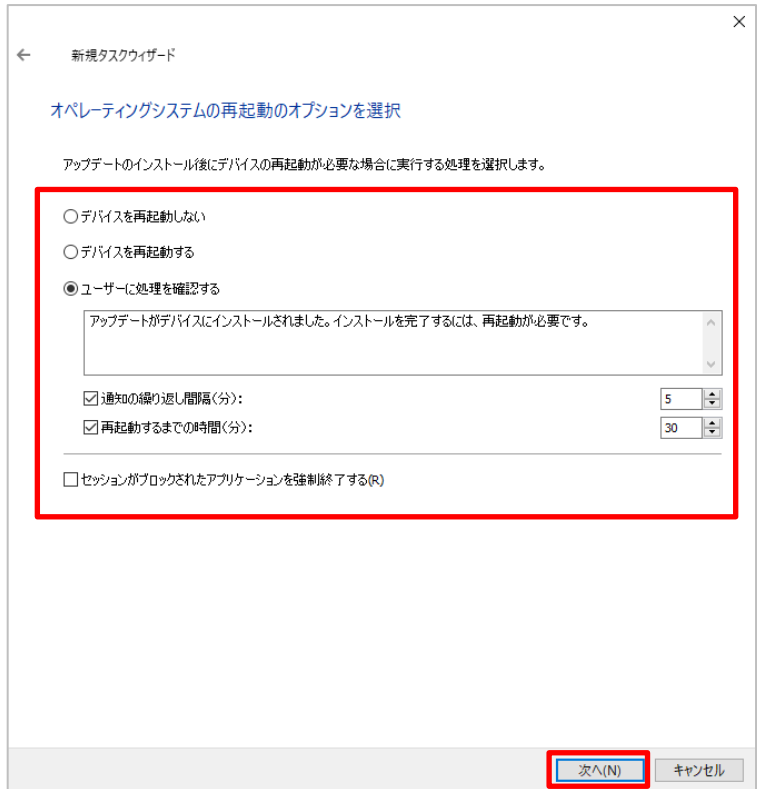 新規タスクウィザード
オペレーティングシステムの再起動のオプションを選択
アップデートのインストール後にデバイスの再起動が必要な場合に実行する処理を選択します。
デバイスを再起動しない
デバイスを再起動する
ユーザーに処理を確認する
アップデートがデバイスにインストールされました。インストールを完了するには、再起動が必要です。
通知の繰り返し間隔(分): 5
再起動するまでの時間(分): 30
セッションがブロックされたアプリケーションを強制終了する(R)
次へ(N) キャンセル